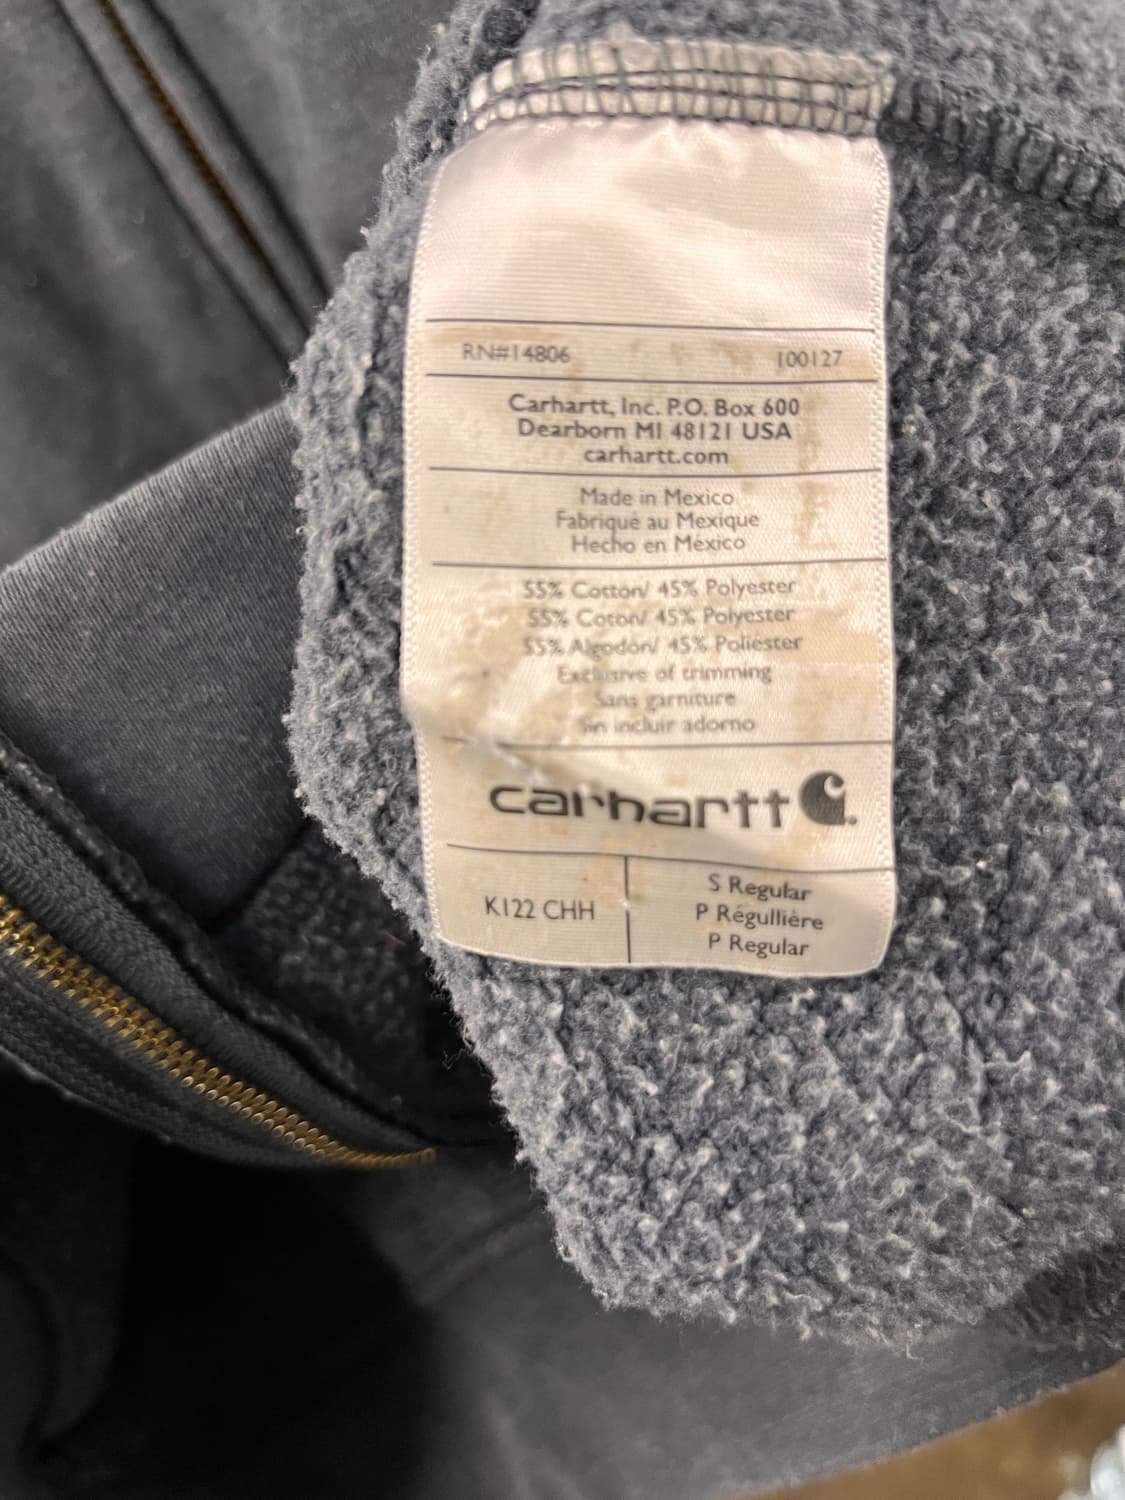 RN#14806 100127
Carhartt, Inc. P.O. Box 600
Dearborn MI 48121 USA
carhartt.com
Made in Mexico
Fabriqué au Mexique
Hecho en México
55% Cotton/ 45% Polyester
55% Coton/ 45% Polyester
55% Algodón/ 45% Poliéster
Exclusive of trimming
Sans garniture
Sin incluir adorno
carhartt
K122 CHH
S Regular
P Régullière
P Regular